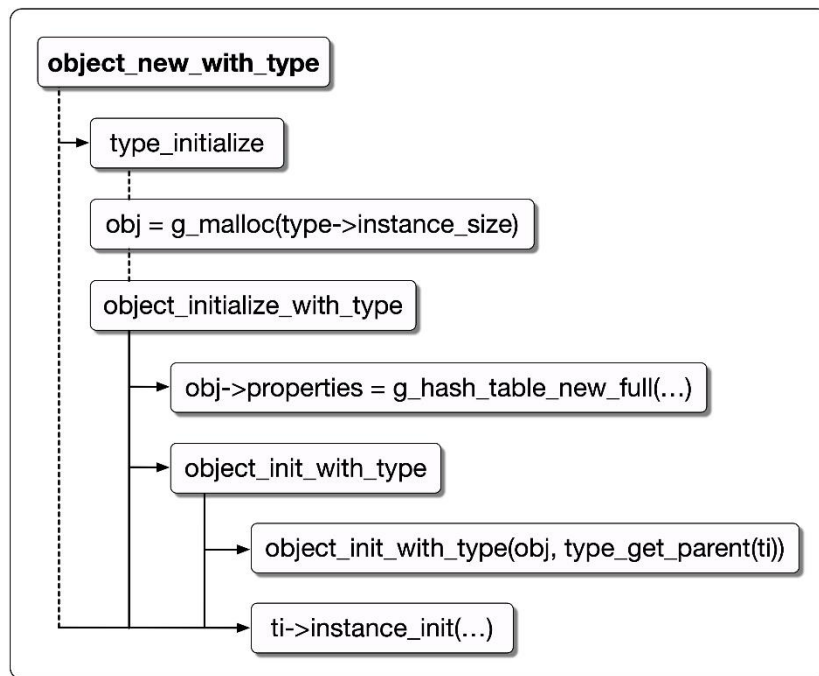 object_new_with_type
type_initialize
obj = g_malloc(type->instance_size)
object_initialize_with_type
obj->properties = g_hash_table_new_full(…)
object_init_with_type
object_init_with_type(obj, type_get_parent(ti))
ti->instance_init(…)